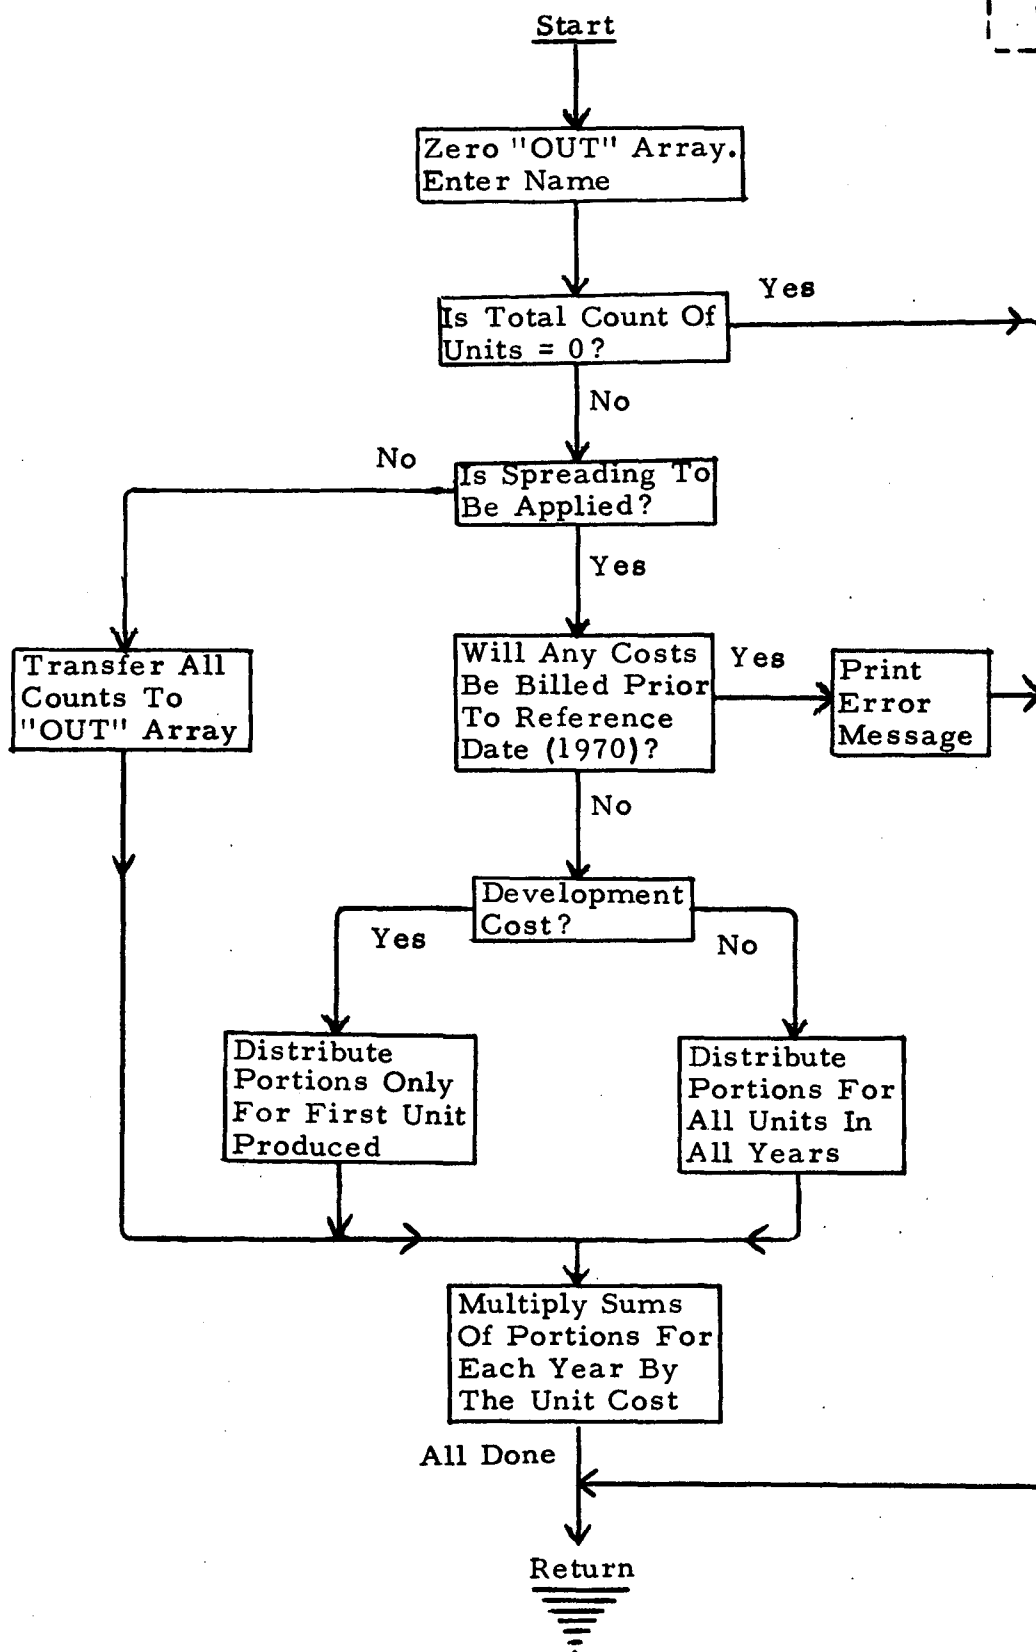 Start
Zero "OUT" Array.
Enter Name
Is Total Count Of
Units = 0?
Yes
No
Is Spreading To
Be Applied?
No
Yes
Transfer All
Counts To
"OUT" Array
Will Any Costs
Be Billed Prior
To Reference
Date (1970)?
Yes
Print
Error
Message
No
Development
Cost?
Yes
No
Distribute
Portions Only
For First Unit
Produced
Distribute
Portions For
All Units In
All Years
Multiply Sums
Of Portions For
Each Year By
The Unit Cost
All Done
Return